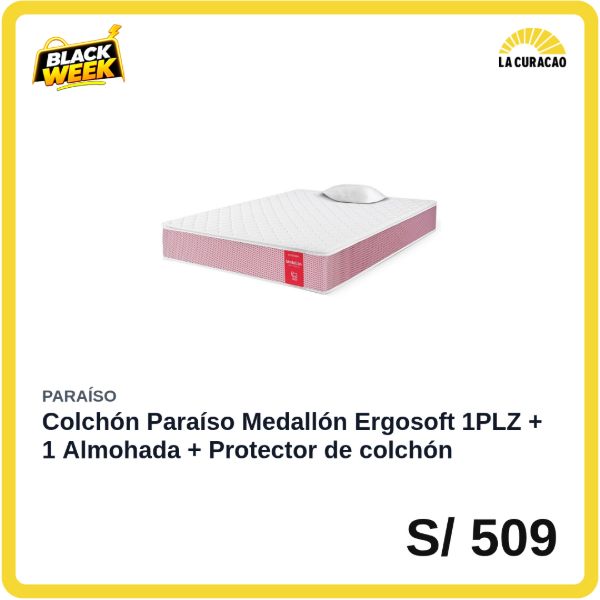 BLACK
WEEK
LA CURACAO
PARAÍSO
Colchón Paraíso Medallón Ergosoft 1PLZ +
1 Almohada + Protector de colchón
S/ 509